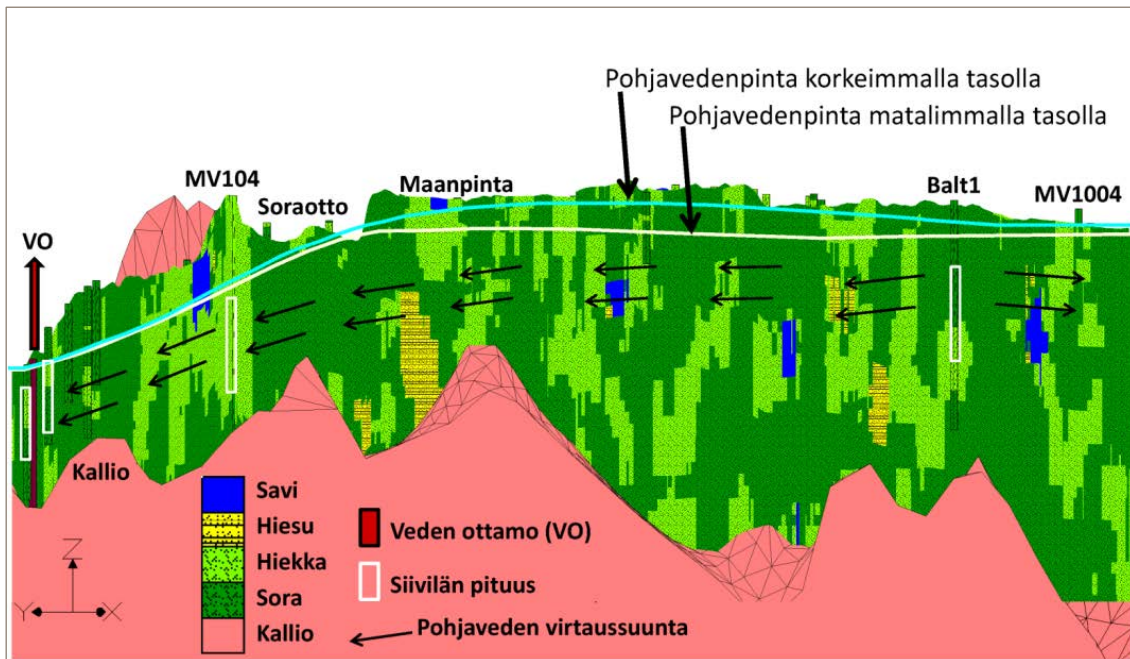 Pohjavedenpinta korkeimmalla tasolla
Pohjavedenpinta matalimmalla tasolla
MV104
Maanpinta
Balt1
MV1004
Soraotto
VO
Kallio
Savi
Hiesu
Veden ottamo (VO)
Hiekka
Siivilän pituus
Sora
Kallio
Pohjaveden virtaussuunta
Z
Y
X